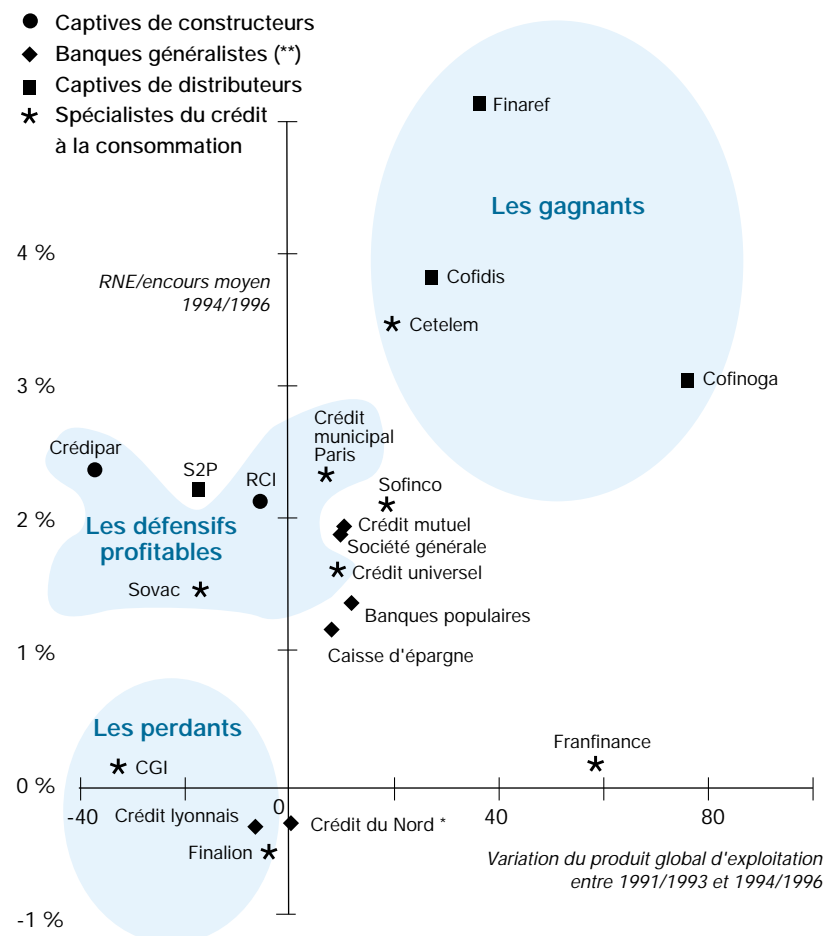 Captives de constructeurs
Banques généralistes (**)
Captives de distributeurs
Spécialistes du crédit
à la consommation
Finaref
Les gagnants
4 %
RNE/encours moyen
1994/1996
Cofidis
Cetelem
3 %
Cofinoga
Crédit
municipal
Paris
Crédipar
S2P
RCI
Sofinco
2 %
Les défensifs
profitables
Crédit mutuel
Société générale
Crédit universel
Sovac
Banques populaires
Caisse d'épargne
1 %
Les perdants
Franfinance
CGI
0 %
-40
0
40
80
Crédit lyonnais
Crédit du Nord *
Finalion
Variation du produit global d'exploitation
entre 1991/1993 et 1994/1996
-1 %